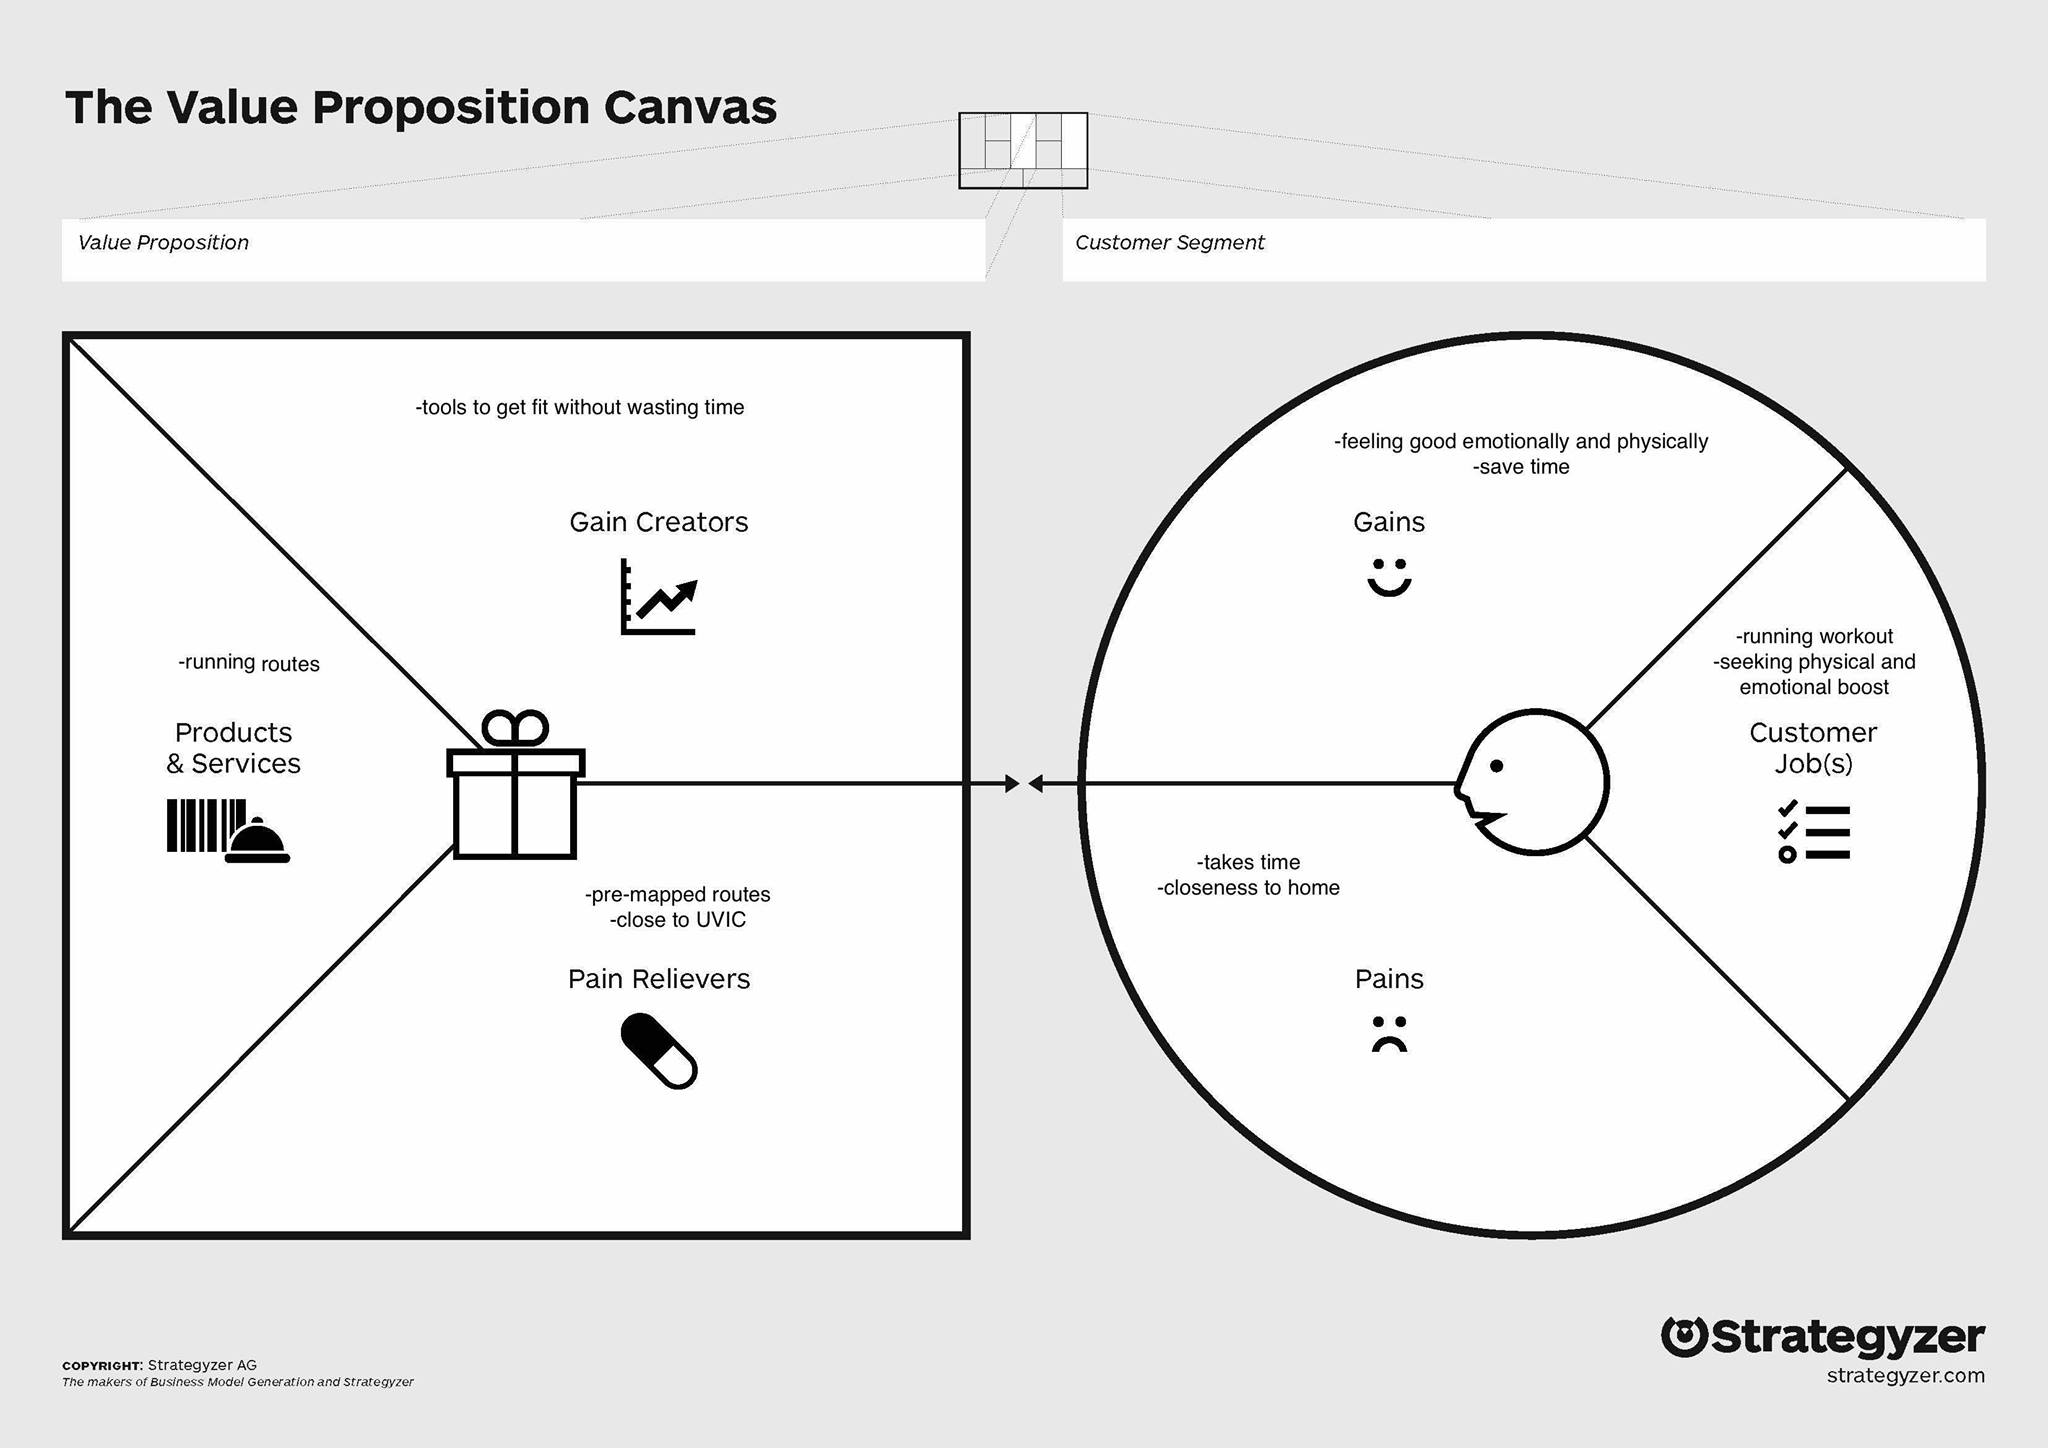 The Value Proposition Canvas
Value Proposition
Customer Segment
-tools to get fit without wasting time
Gain Creators
-running routes
Products
& Services
-pre-mapped routes
-close to UVIC
Pain Relievers
-feeling good emotionally and physically
-save time
Gains
-running workout
-seeking physical and
emotional boost
Customer
Job(s)
-takes time
-closeness to home
Pains
COPYRIGHT: Strategyzer AG
The makers of Business Model Generation and Strategyzer
Strategyzer
strategyzer.com